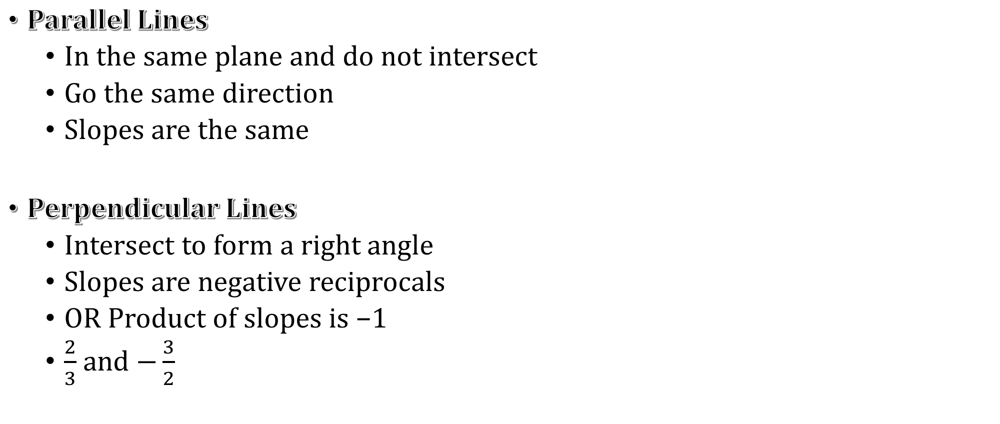 • Parallel Lines
• In the same plane and do not intersect
• Go the same direction
• Slopes are the same
• Perpendicular Lines
• Intersect to form a right angle
• Slopes are negative reciprocals
• OR Product of slopes is −1
• 2/3 and − 3/2